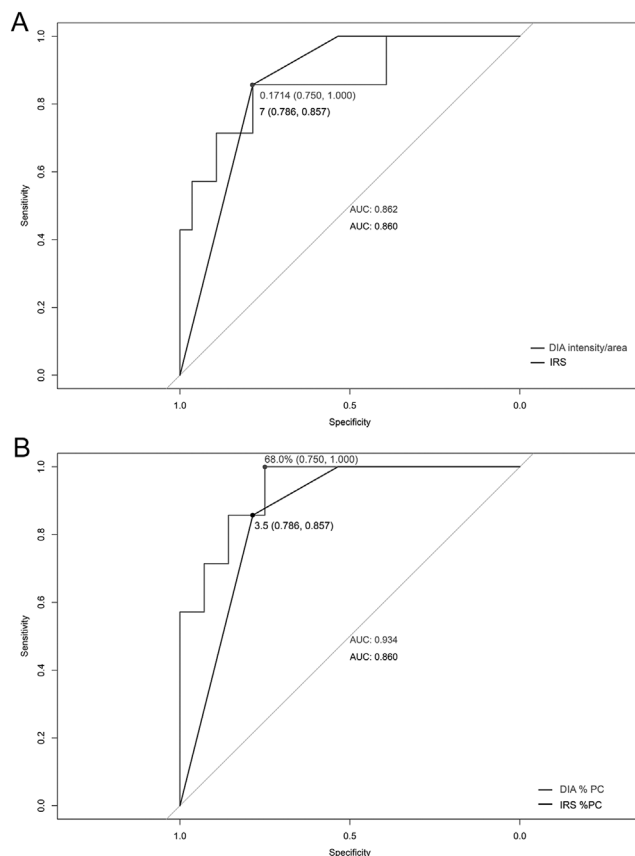 A
1.0
0.8
0.6
0.4
0.2
0.0
Sensitivity
0.1714 (0.750, 1.000)
7 (0.786, 0.857)
AUC: 0.862
AUC: 0.860
DIA intensity/area
IRS
1.0 0.5 0.0
Specificity
B
1.0
0.8
0.6
0.4
0.2
0.0
Sensitivity
68.0% (0.750, 1.000)
3.5 (0.786, 0.857)
AUC: 0.934
AUC: 0.860
DIA % PC
IRS %PC
1.0 0.5 0.0
Specificity